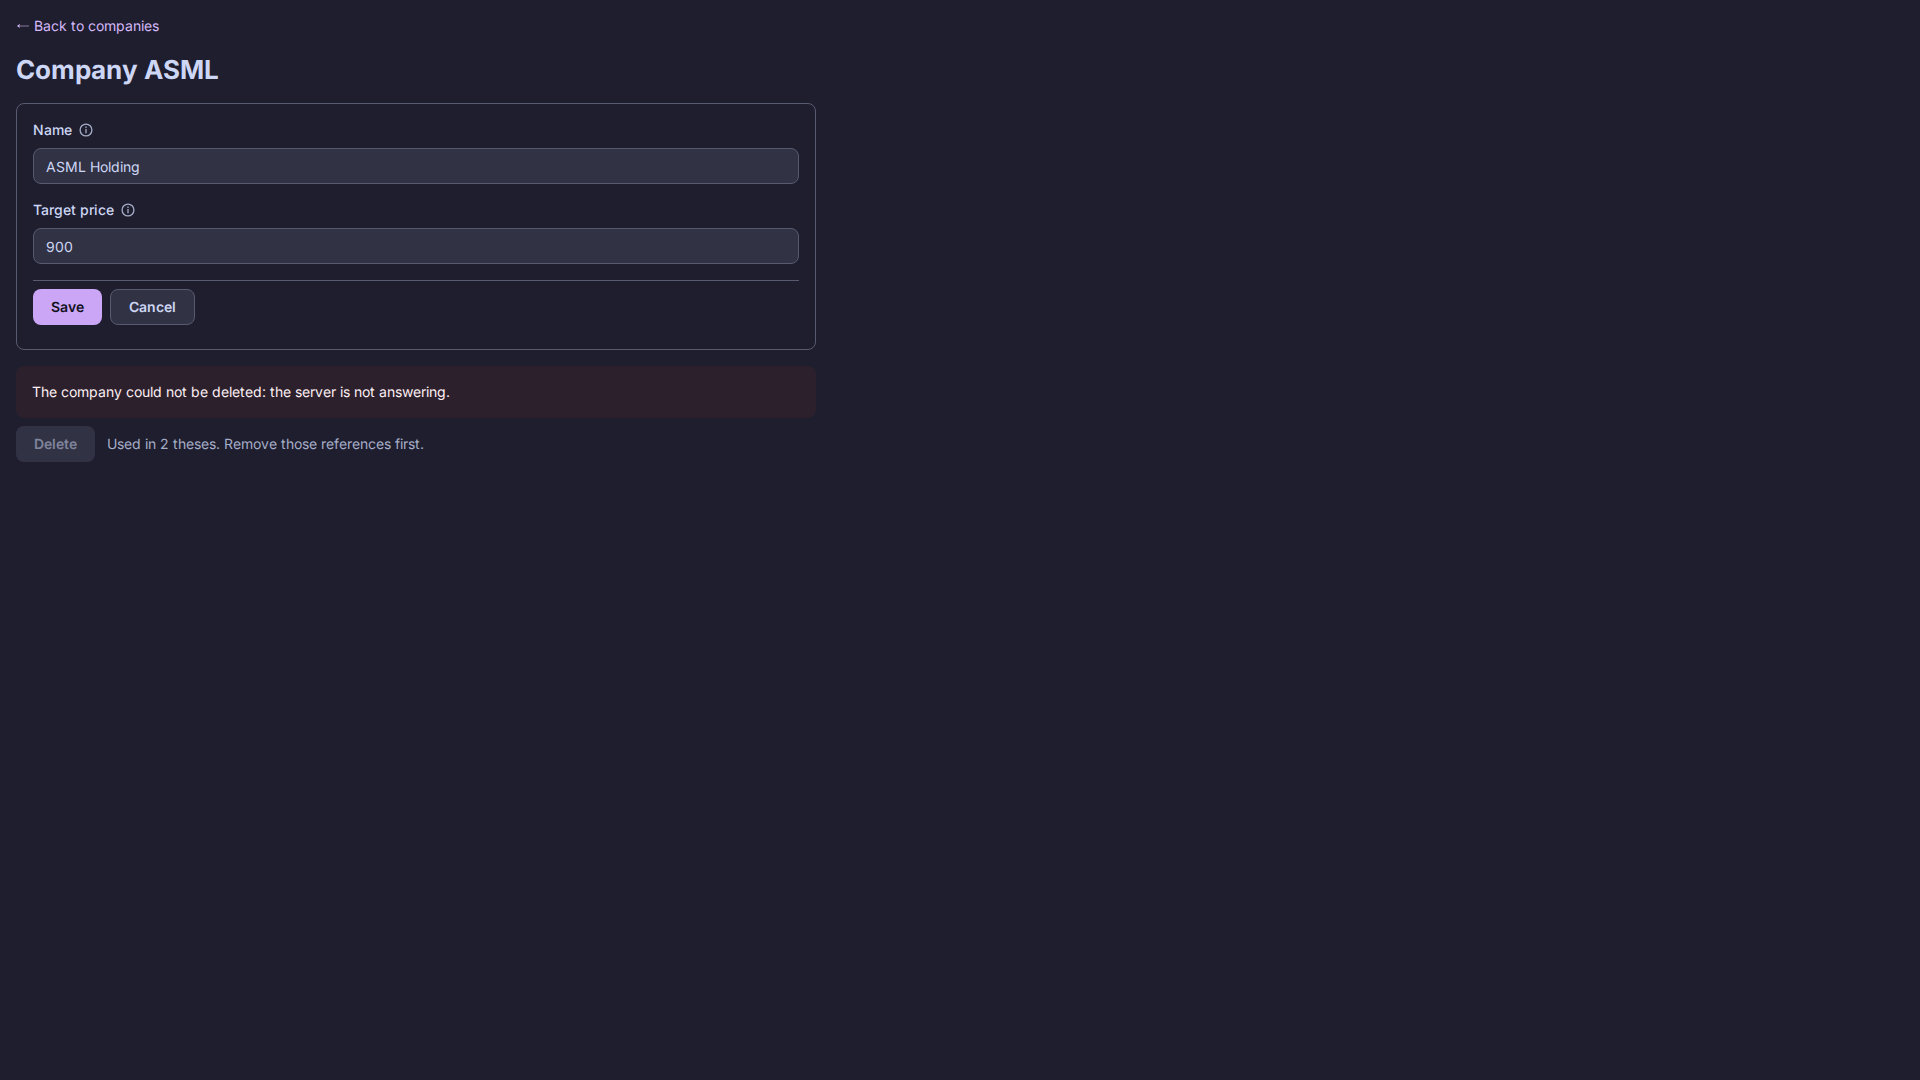 ← Back to companies
Company ASML
Name
ASML Holding
Target price
900
Save Cancel
The company could not be deleted: the server is not answering.
Delete Used in 2 theses. Remove those references first.